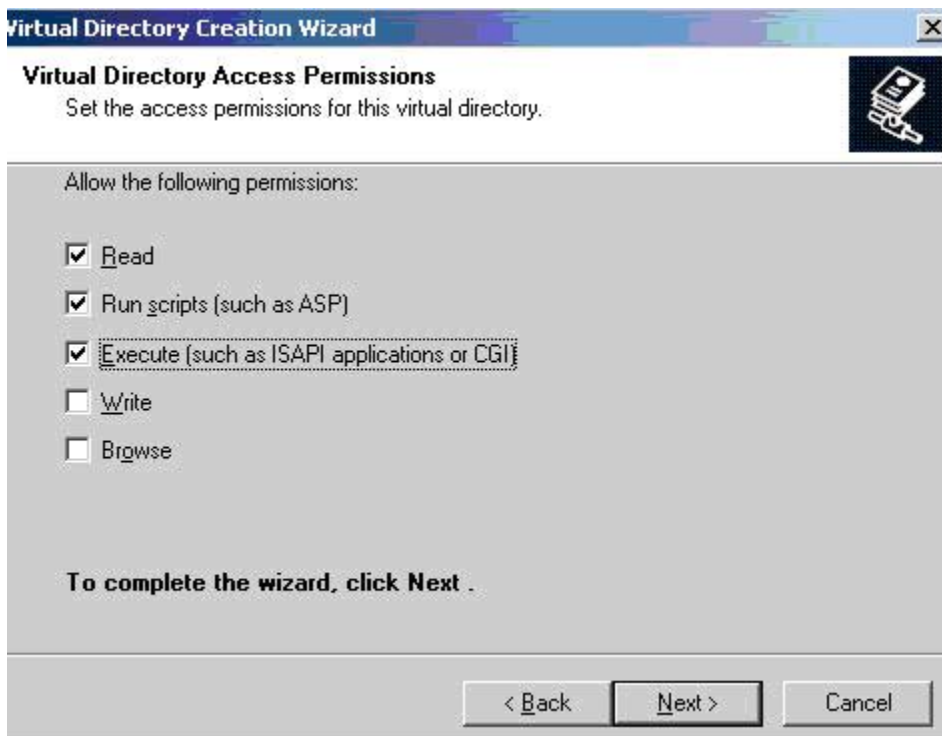 Virtual Directory Creation Wizard
Virtual Directory Access Permissions
Set the access permissions for this virtual directory.
Allow the following permissions:
Read
Run scripts (such as ASP)
Execute (such as ISAPI applications or CGI)
Write
Browse
To complete the wizard, click Next .
< Back
Next >
Cancel